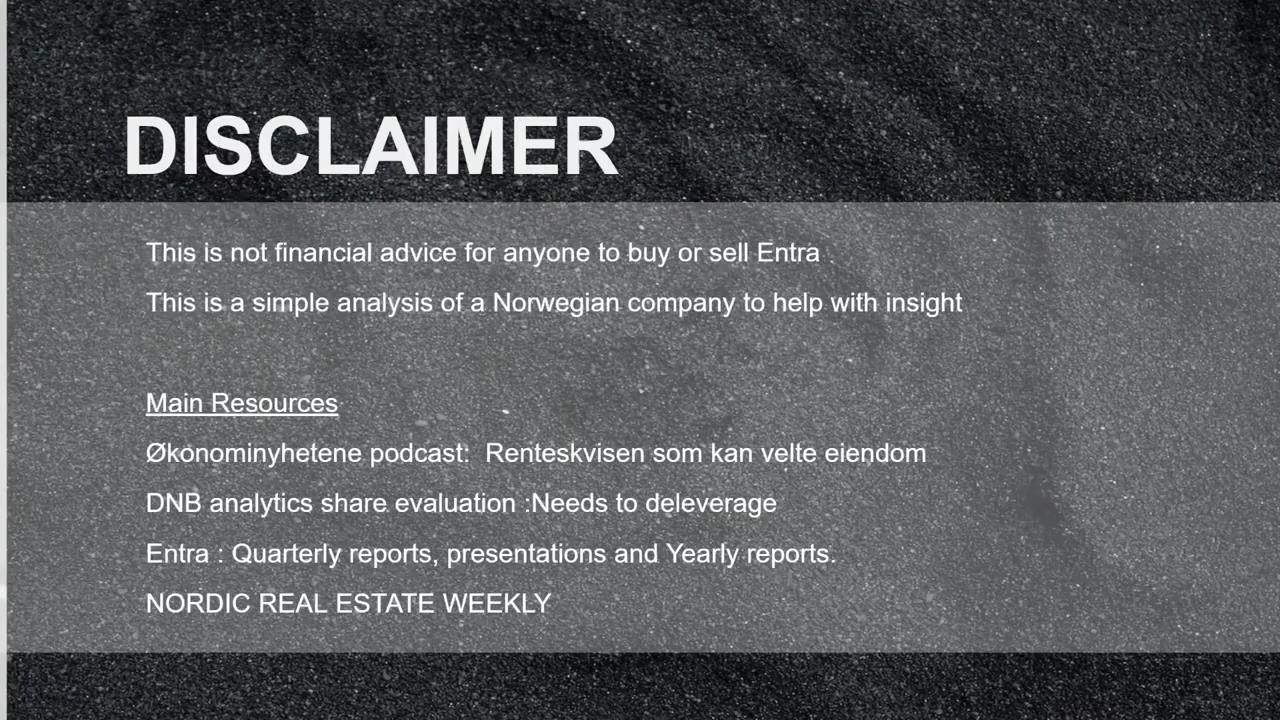 DISCLAIMER
This is not financial advice for anyone to buy or sell Entra
This is a simple analysis of a Norwegian company to help with insight
Main Resources
Økonominyhetene podcast:  Renteskvisen som kan velte eiendom
DNB analytics share evaluation :Needs to deleverage
Entra : Quarterly reports, presentations and Yearly reports.
NORDIC REAL ESTATE WEEKLY